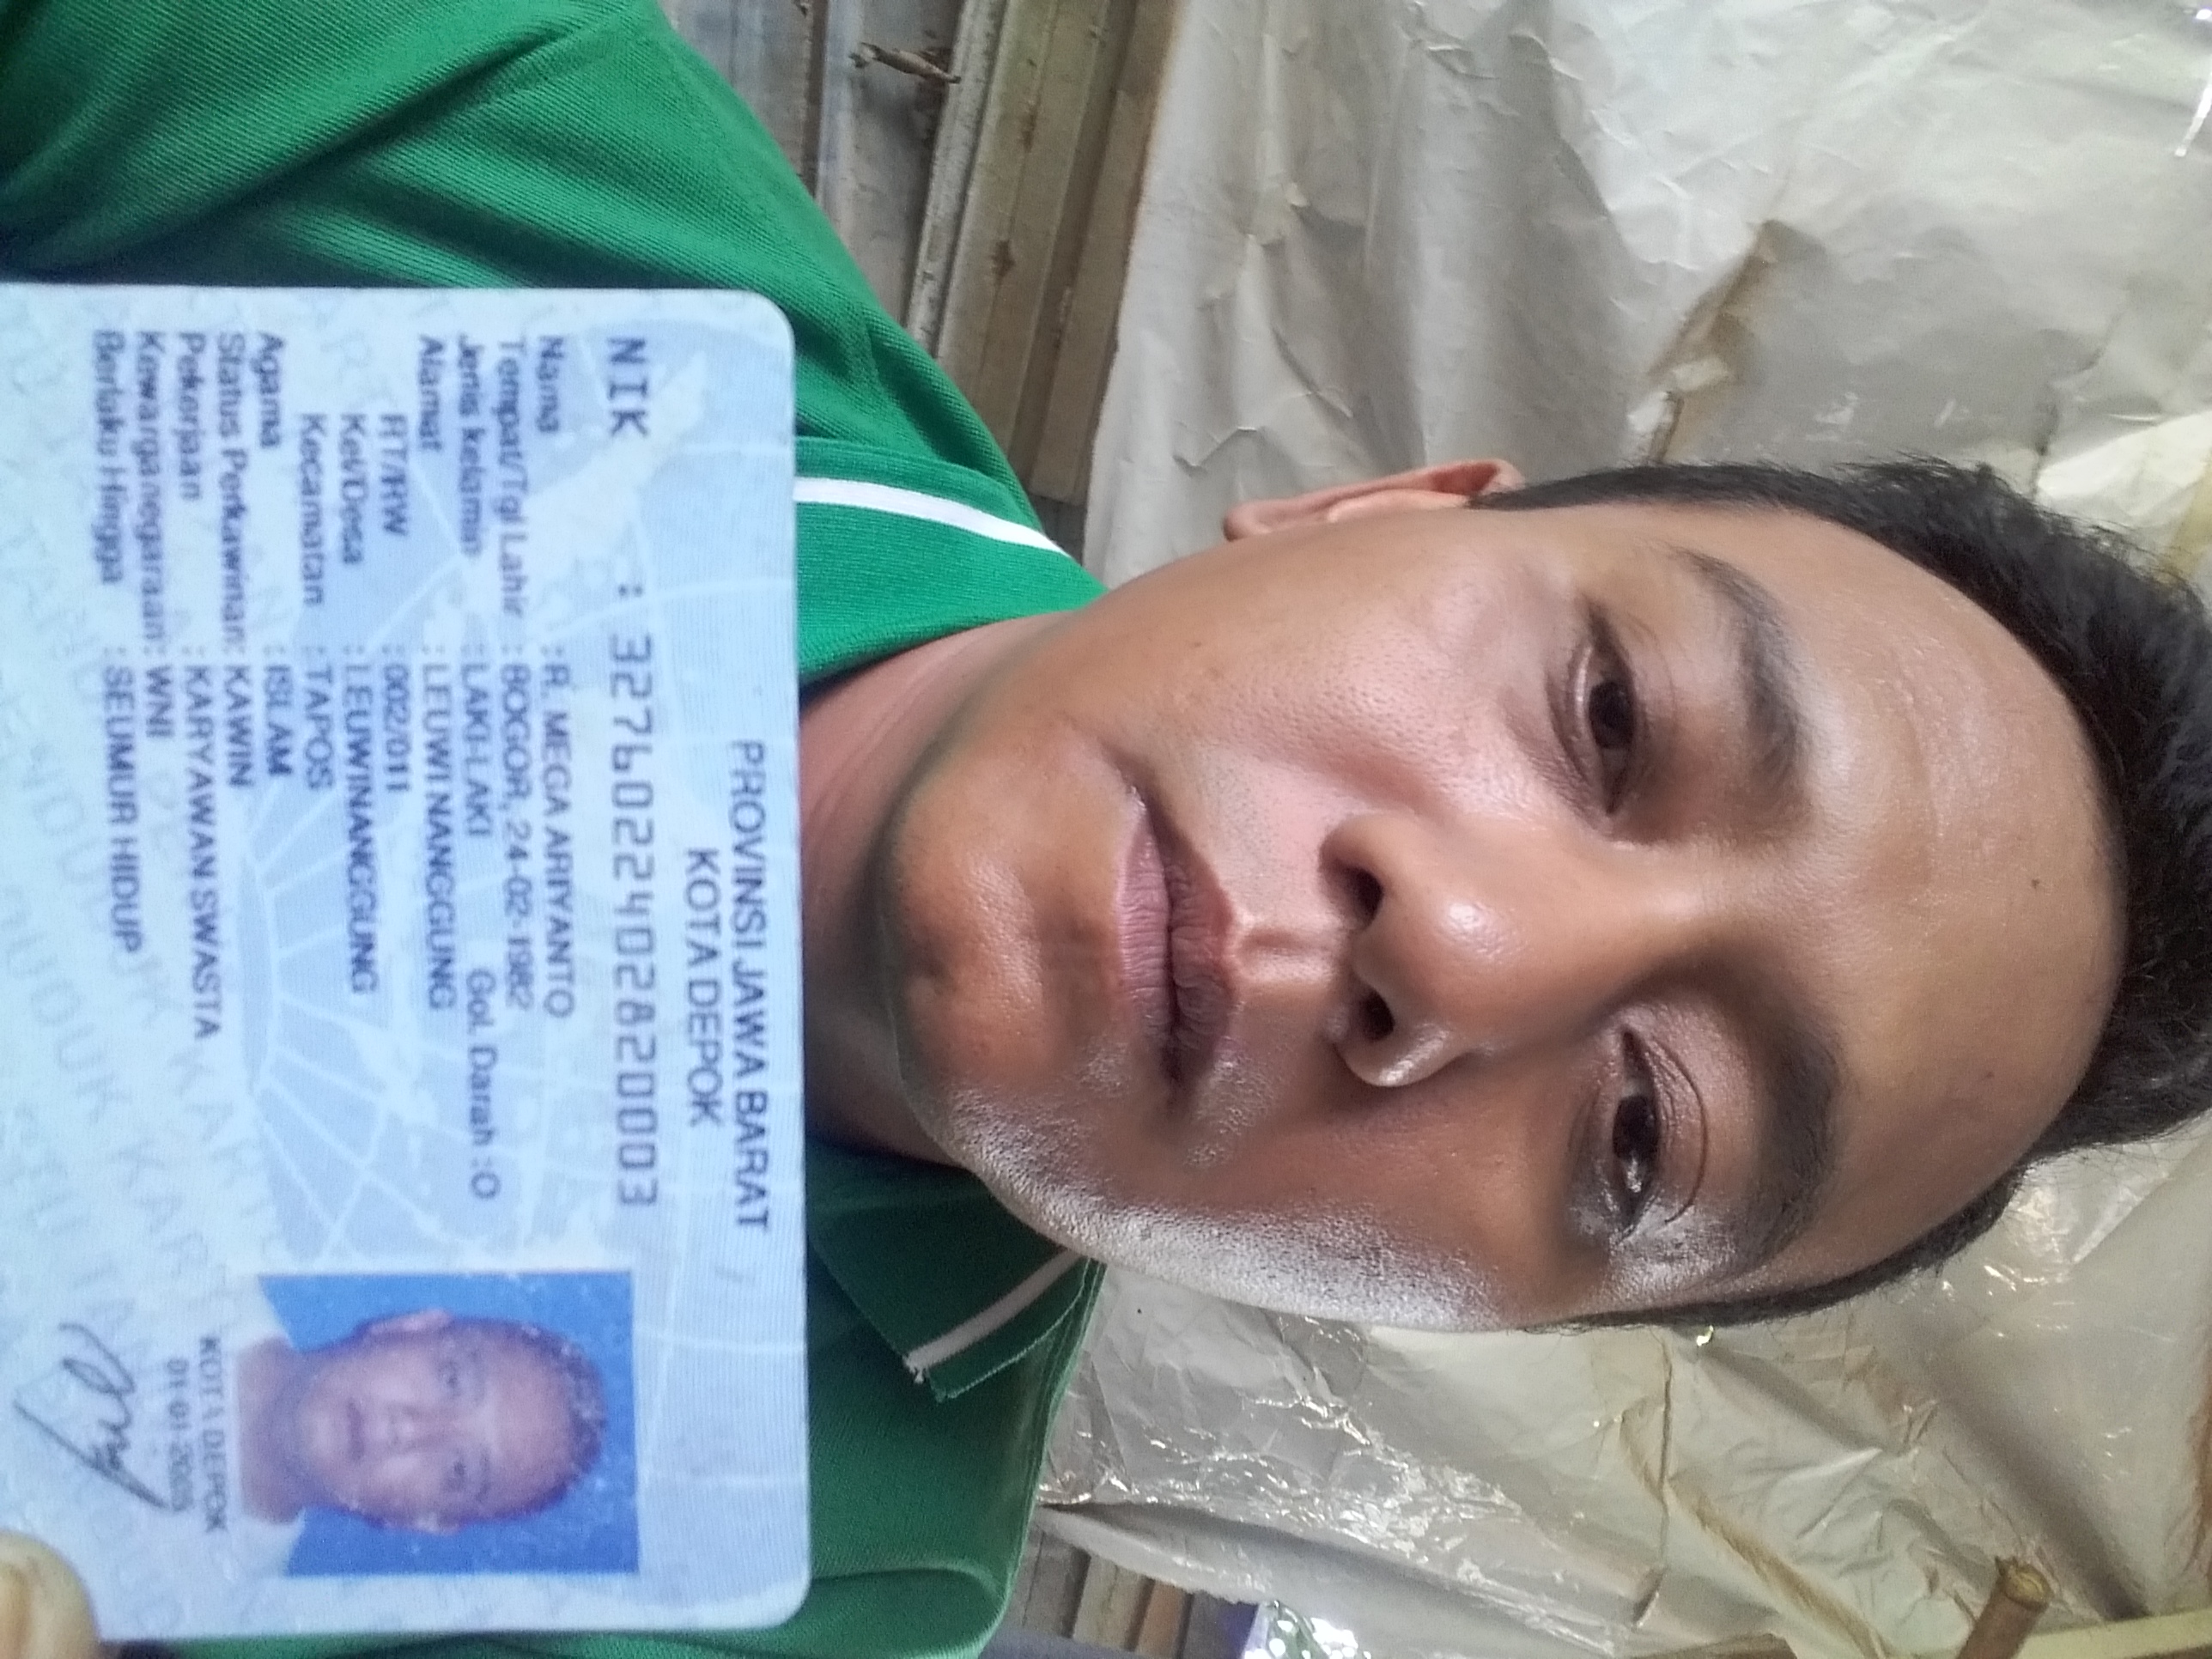 PROVINSI JAWA BARAT
KOTA DEPOK
NIK : 3276022402820003
Nama : R. MEGA ARIYANTO
Tempat/Tgl Lahir : BOGOR, 24-02-1982
Jenis kelamin : LAKI-LAKI Gol. Darah : O
Alamat : LEUWI NANGGUNG
RT/RW : 002/011
Kel/Desa : LEUWINANGGUNG
Kecamatan : TAPOS
Agama : ISLAM
Status Perkawinan : KAWIN
Pekerjaan : KARYAWAN SWASTA
Kewarganegaraan : WNI
Berlaku Hingga : SEUMUR HIDUP
KOTA DEPOK
01-01-2005